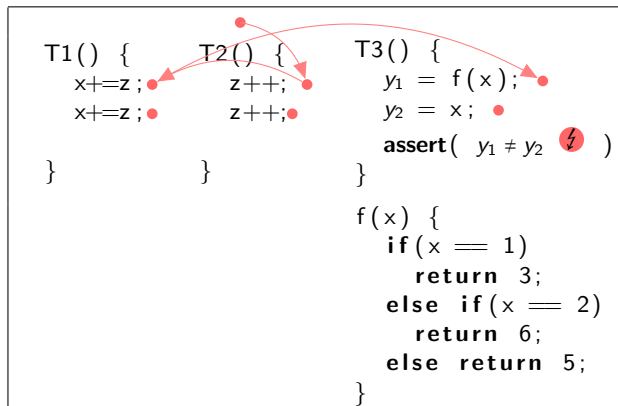 T1() { T2() { T3() {
x+=z; z++; y₁ = f(x);
x+=z; z++; y₂ = x;
assert( y₁ ≠ y₂ )
} } }
f(x) {
if(x == 1)
return 3;
else if(x == 2)
return 6;
else return 5;
}